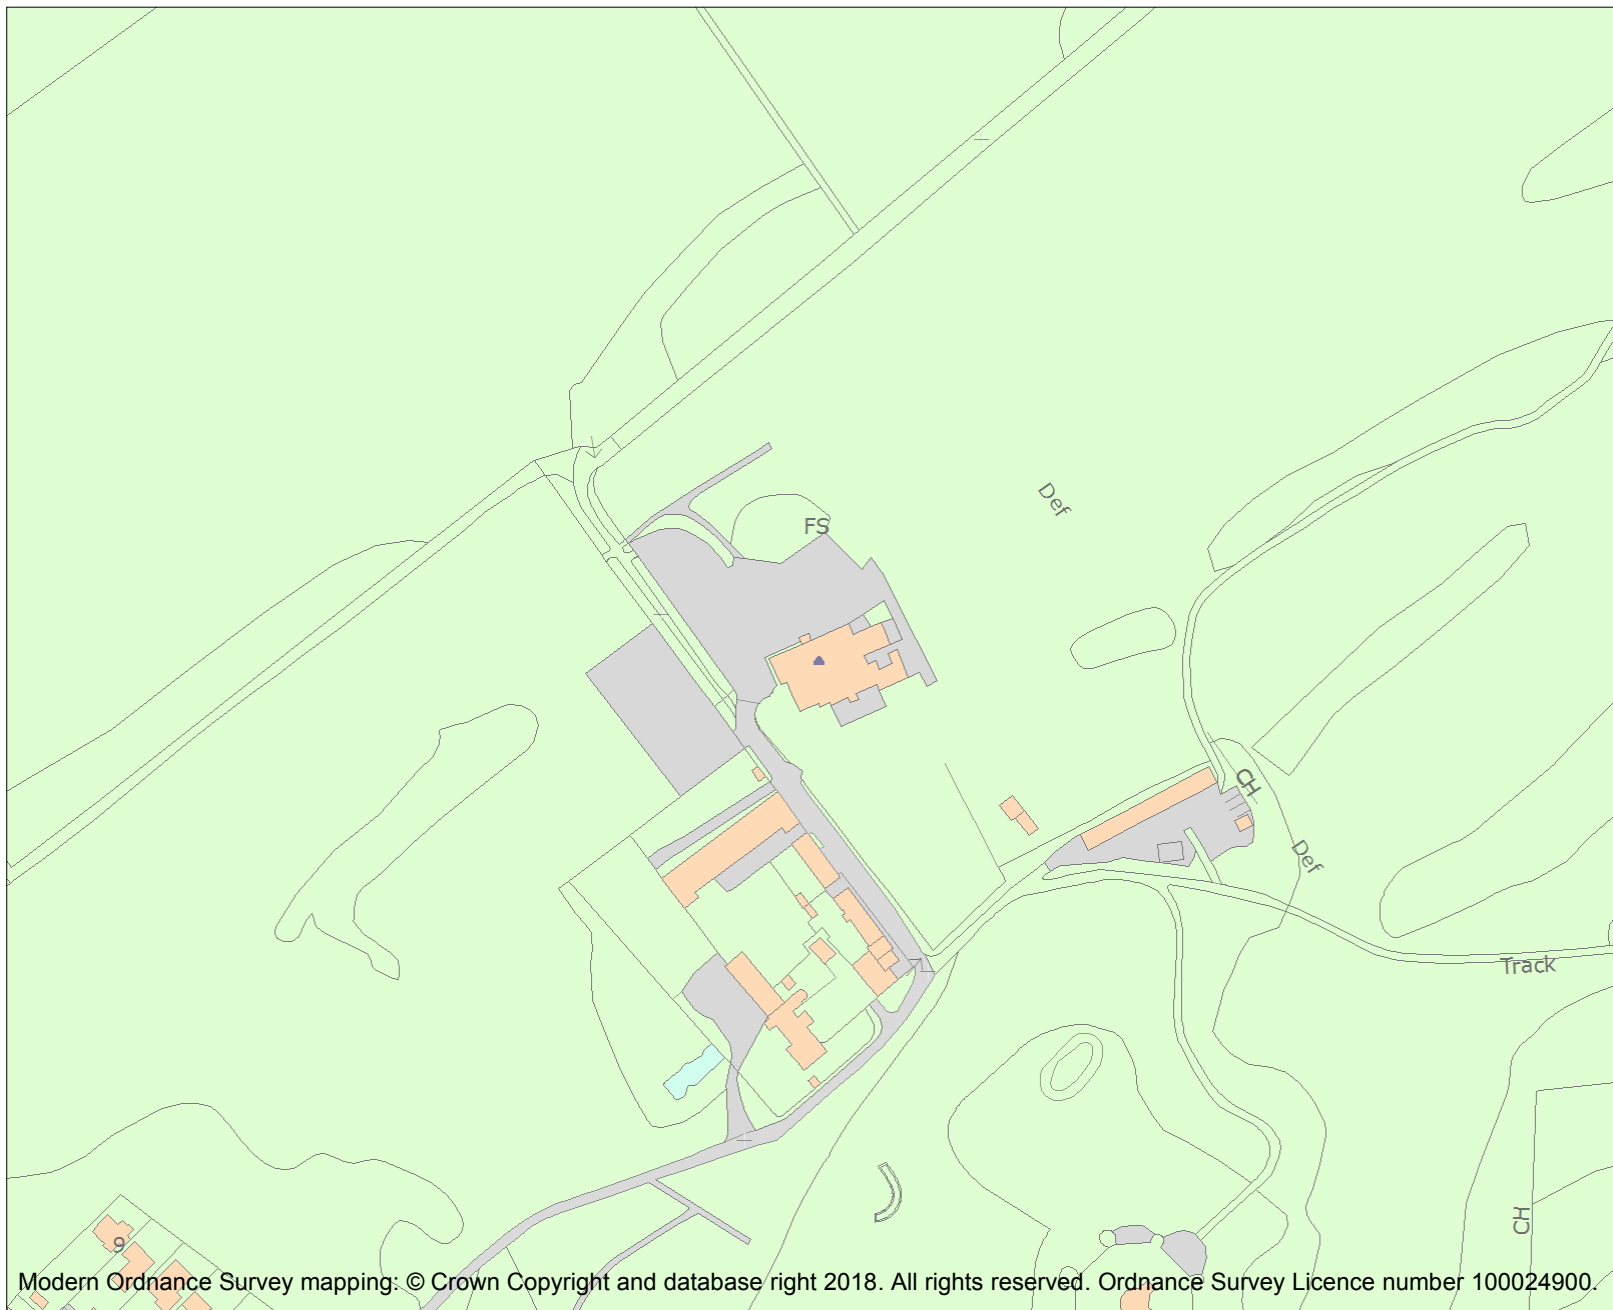 Def
FS
CH
Def
Track
CH
9
Modern Ordnance Survey mapping: © Crown Copyright and database right 2018. All rights reserved. Ordnance Survey Licence number 100024900.